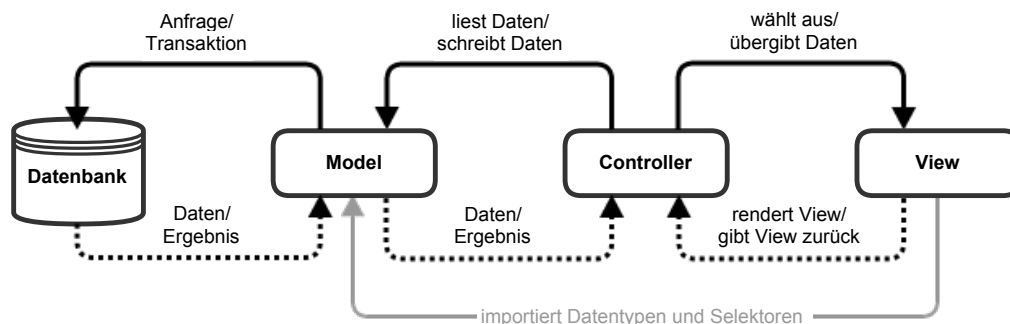 Anfrage/
Transaktion
liest Daten/
schreibt Daten
wählt aus/
übergibt Daten
Datenbank
Model
Controller
View
Daten/
Ergebnis
Daten/
Ergebnis
rendert View/
gibt View zurück
importiert Datentypen und Selektoren